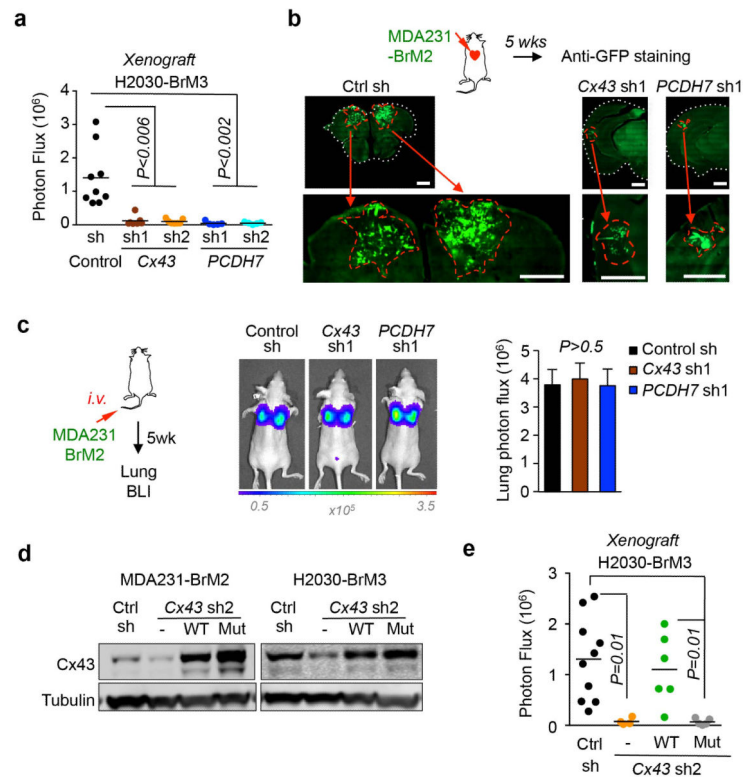 a
Xenograft
H2030-BrM3
Photon Flux (10⁶)
4
3
2
1
0
P<0.006
P<0.002
sh sh1 sh2 sh1 sh2
Control Cx43 PCDH7
b
MDA231
-BrM2
5 wks
Anti-GFP staining
Ctrl sh
Cx43 sh1
PCDH7 sh1
c
i.v.
MDA231
BrM2
5wk
Lung
BLI
Control
sh
Cx43
sh1
PCDH7
sh1
0.5 x10⁵ 3.5
Lung photon flux (10⁶)
5
4
3
2
1
0
P>0.5
Control sh
Cx43 sh1
PCDH7 sh1
d
MDA231-BrM2 H2030-BrM3
Ctrl
sh
Cx43 sh2
- WT Mut
Ctrl
sh
Cx43 sh2
- WT Mut
Cx43
Tubulin
e
Xenograft
H2030-BrM3
Photon Flux (10⁶)
3
2
1
0
P=0.01
P=0.01
Ctrl
sh
- WT Mut
Cx43 sh2